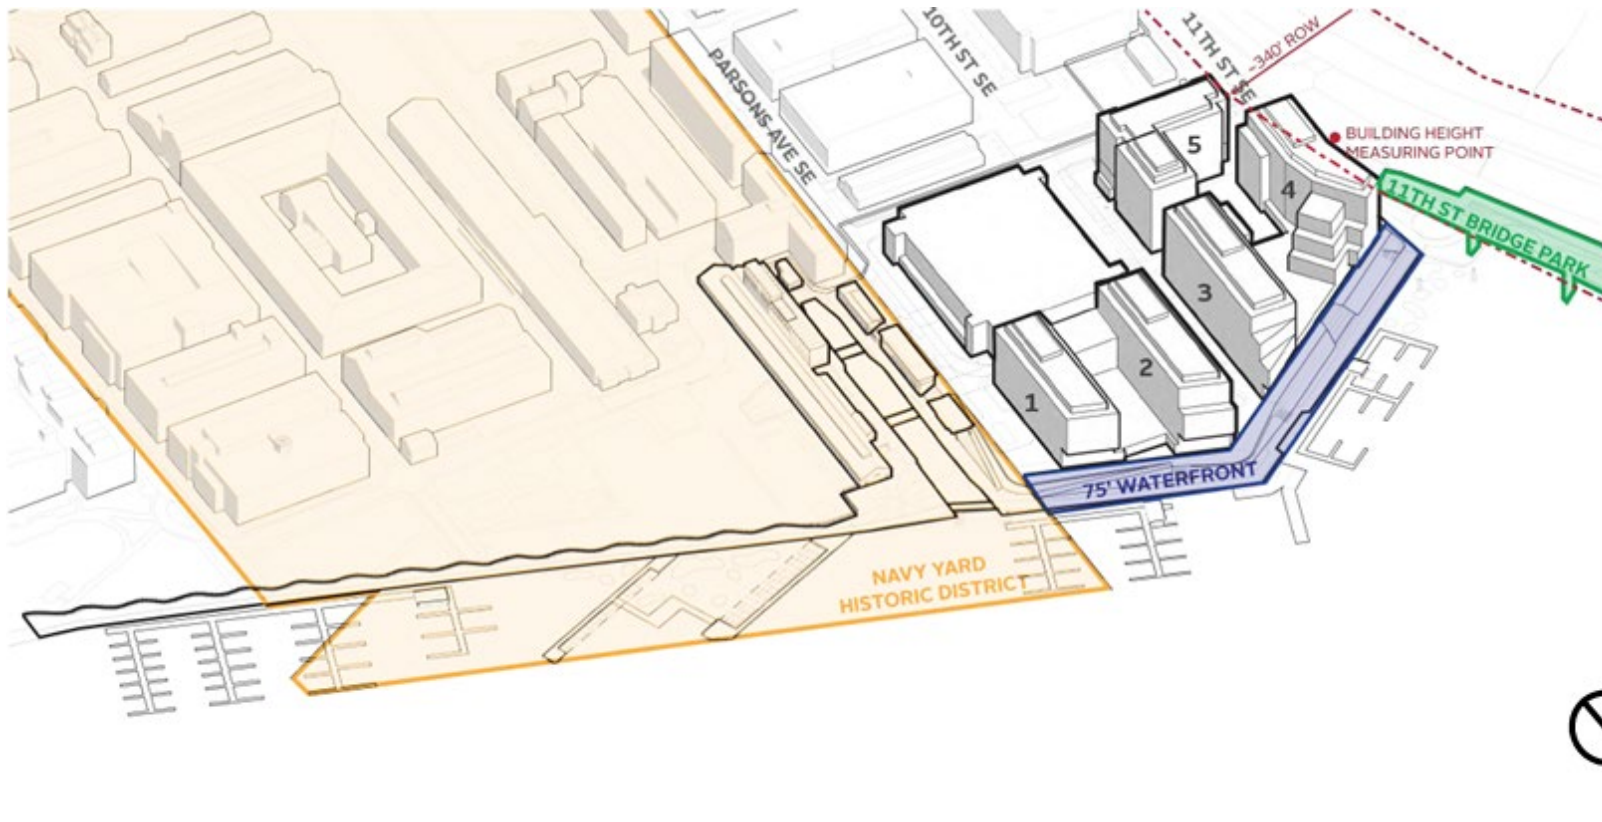 PARSONS AVE SE
10TH ST SE
11TH ST SE
~340' ROW
BUILDING HEIGHT
MEASURING POINT
5
4
11TH ST BRIDGE PARK
3
2
1
75' WATERFRONT
NAVY YARD
HISTORIC DISTRICT